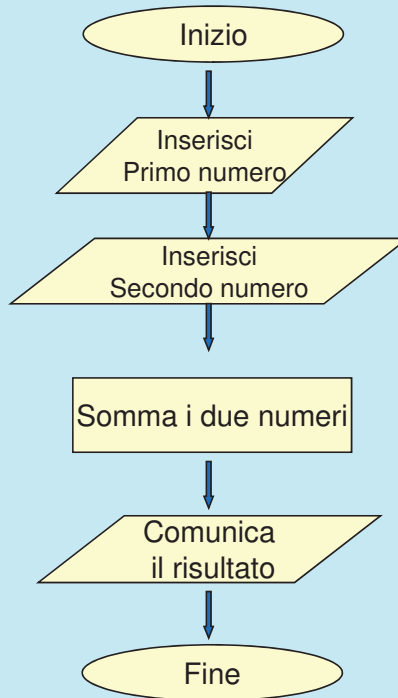 Inizio
Inserisci
Primo numero
Inserisci
Secondo numero
Somma i due numeri
Comunica
il risultato
Fine